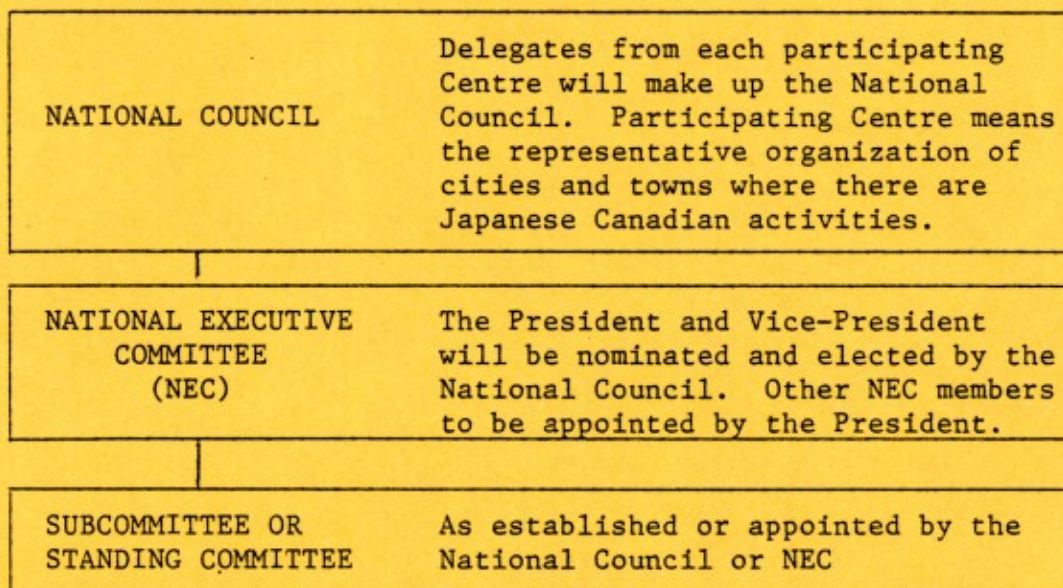 NATIONAL COUNCIL
Delegates from each participating
Centre will make up the National
Council. Participating Centre means
the representative organization of
cities and towns where there are
Japanese Canadian activities.
NATIONAL EXECUTIVE
COMMITTEE
(NEC)
The President and Vice-President
will be nominated and elected by the
National Council. Other NEC members
to be appointed by the President.
SUBCOMMITTEE OR
STANDING COMMITTEE
As established or appointed by the
National Council or NEC